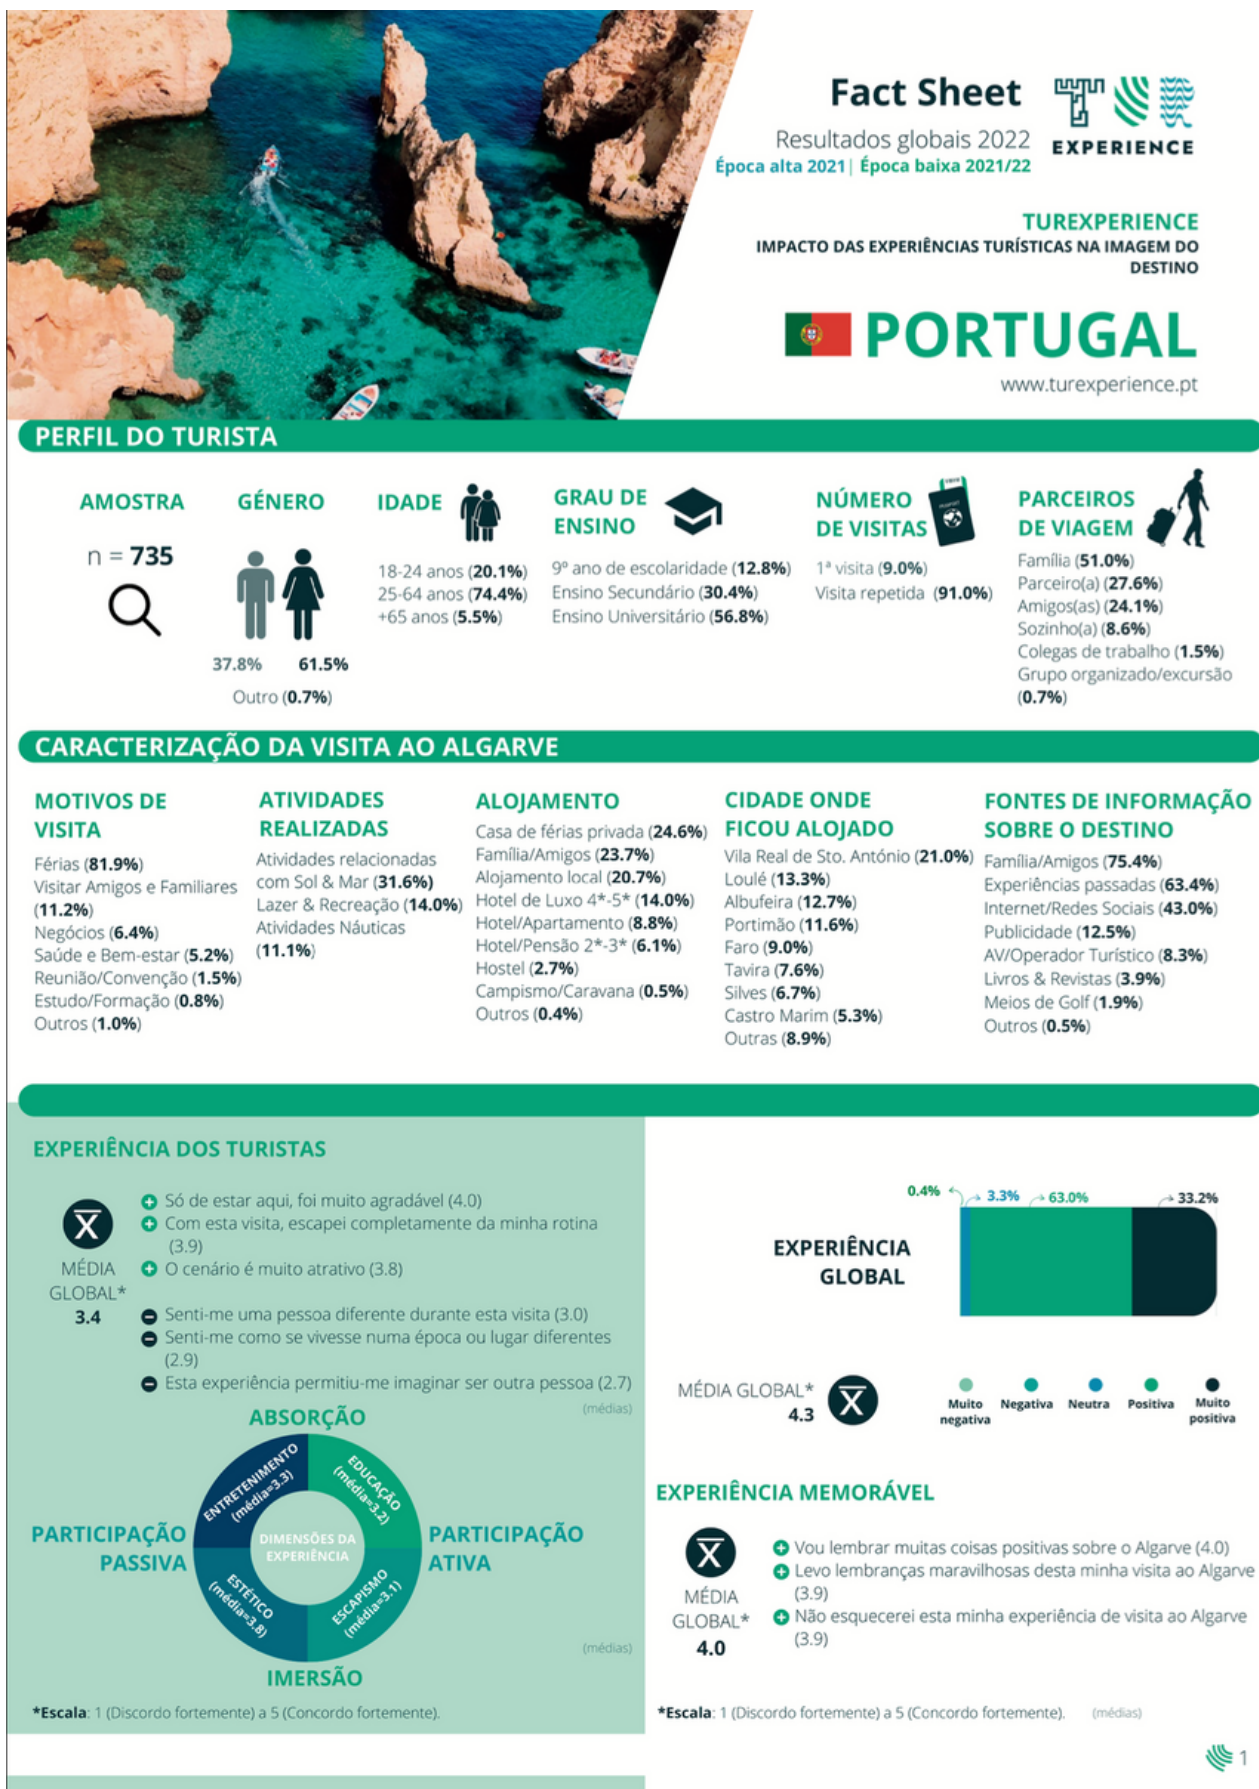 Fact Sheet
Resultados globais 2022
Época alta 2021| Época baixa 2021/22
TUR
EXPERIENCE
TUREXPERIENCE
IMPACTO DAS EXPERIÊNCIAS TURÍSTICAS NA IMAGEM DO
DESTINO
PORTUGAL
www.turexperience.pt
PERFIL DO TURISTA
AMOSTRA
n = 735
GÉNERO
37.8% 61.5%
Outro (0.7%)
IDADE
18-24 anos (20.1%)
25-64 anos (74.4%)
+65 anos (5.5%)
GRAU DE
ENSINO
9º ano de escolaridade (12.8%)
Ensino Secundário (30.4%)
Ensino Universitário (56.8%)
NÚMERO
DE VISITAS
1ª visita (9.0%)
Visita repetida (91.0%)
PARCEIROS
DE VIAGEM
Família (51.0%)
Parceiro(a) (27.6%)
Amigos(as) (24.1%)
Sozinho(a) (8.6%)
Colegas de trabalho (1.5%)
Grupo organizado/excursão
(0.7%)
CARACTERIZAÇÃO DA VISITA AO ALGARVE
MOTIVOS DE
VISITA
Férias (81.9%)
Visitar Amigos e Familiares
(11.2%)
Negócios (6.4%)
Saúde e Bem-estar (5.2%)
Reunião/Convenção (1.5%)
Estudo/Formação (0.8%)
Outros (1.0%)
ATIVIDADES
REALIZADAS
Atividades relacionadas
com Sol & Mar (31.6%)
Lazer & Recreação (14.0%)
Atividades Náuticas
(11.1%)
ALOJAMENTO
Casa de férias privada (24.6%)
Família/Amigos (23.7%)
Alojamento local (20.7%)
Hotel de Luxo 4*-5* (14.0%)
Hotel/Apartamento (8.8%)
Hotel/Pensão 2*-3* (6.1%)
Hostel (2.7%)
Campismo/Caravana (0.5%)
Outros (0.4%)
CIDADE ONDE
FICOU ALOJADO
Vila Real de Sto. António (21.0%)
Loulé (13.3%)
Albufeira (12.7%)
Portimão (11.6%)
Faro (9.0%)
Tavira (7.6%)
Silves (6.7%)
Castro Marim (5.3%)
Outras (8.9%)
FONTES DE INFORMAÇÃO
SOBRE O DESTINO
Família/Amigos (75.4%)
Experiências passadas (63.4%)
Internet/Redes Sociais (43.0%)
Publicidade (12.5%)
AV/Operador Turístico (8.3%)
Livros & Revistas (3.9%)
Meios de Golf (1.9%)
Outros (0.5%)
EXPERIÊNCIA DOS TURISTAS
MÉDIA
GLOBAL*
3.4
Só de estar aqui, foi muito agradável (4.0)
Com esta visita, escapei completamente da minha rotina
(3.9)
O cenário é muito atrativo (3.8)
Senti-me uma pessoa diferente durante esta visita (3.0)
Senti-me como se vivesse numa época ou lugar diferentes
(2.9)
Esta experiência permitiu-me imaginar ser outra pessoa (2.7)
(médias)
ABSORÇÃO
ENTRETENIMENTO
(média=3.3)
EDUCAÇÃO
(média=3.2)
PARTICIPAÇÃO
PASSIVA
DIMENSÕES DA
EXPERIÊNCIA
PARTICIPAÇÃO
ATIVA
ESTÉTICO
(média=3.8)
ESCAPISMO
(média=3.1)
(médias)
IMERSÃO
*Escala: 1 (Discordo fortemente) a 5 (Concordo fortemente).
EXPERIÊNCIA
GLOBAL
0.4% 3.3% 63.0% 33.2%
MÉDIA GLOBAL*
4.3
Muito
negativa
Negativa
Neutra
Positiva
Muito
positiva
EXPERIÊNCIA MEMORÁVEL
MÉDIA
GLOBAL*
4.0
Vou lembrar muitas coisas positivas sobre o Algarve (4.0)
Levo lembranças maravilhosas desta minha visita ao Algarve
(3.9)
Não esquecerei esta minha experiência de visita ao Algarve
(3.9)
*Escala: 1 (Discordo fortemente) a 5 (Concordo fortemente). (médias)
1